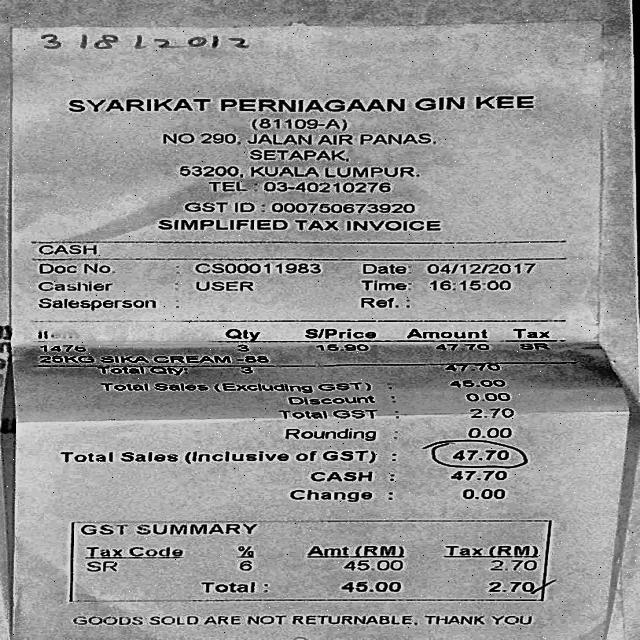 3 18 12012
SYARIKAT PERNIAGAAN GIN KEE
(81109-A)
NO 290, JALAN AIR PANAS,
SETAPAK,
53200, KUALA LUMPUR.
TEL : 03-40210276
GST ID : 000750673920
SIMPLIFIED TAX INVOICE
CASH
Doc No. : CS00011983 Date: 04/12/2017
Cashier : USER Time: 16:15:00
Salesperson : Ref. :
Item Qty S/Price Amount Tax
1476 3 15.90 47.70 SR
25KG SIKA CREAM -88
Total Qty: 3 47.70
Total Sales (Excluding GST) : 45.00
Discount : 0.00
Total GST : 2.70
Rounding : 0.00
Total Sales (Inclusive of GST) : 47.70
CASH : 47.70
Change : 0.00
GST SUMMARY
Tax Code % Amt (RM) Tax (RM)
SR 6 45.00 2.70
Total : 45.00 2.70
GOODS SOLD ARE NOT RETURNABLE, THANK YOU